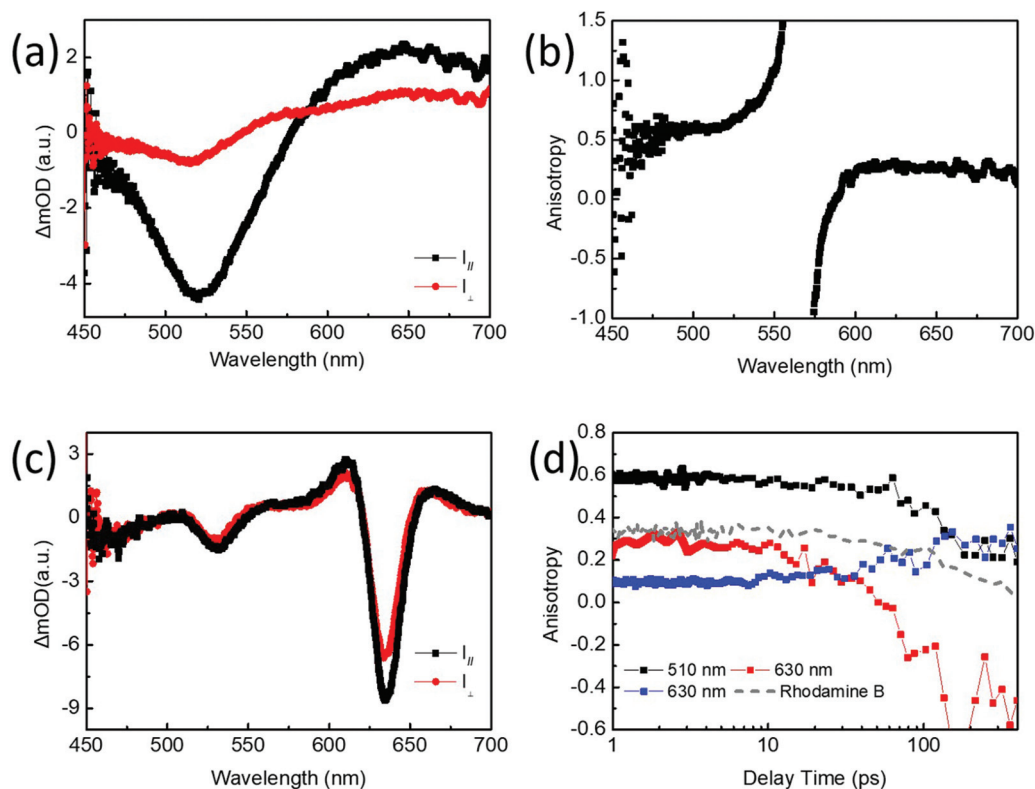 (a)
2
0
-2
-4
ΔmOD (a.u.)
I//
I⊥
450 500 550 600 650 700
Wavelength (nm)
(b)
1.5
1.0
0.5
0.0
-0.5
-1.0
Anisotropy
450 500 550 600 650 700
Wavelength (nm)
(c)
3
0
-3
-6
-9
ΔmOD(a.u.)
I//
I⊥
450 500 550 600 650 700
Wavelength (nm)
(d)
0.8
0.6
0.4
0.2
0.0
-0.2
-0.4
-0.6
Anisotropy
510 nm 630 nm
630 nm Rhodamine B
1 10 100
Delay Time (ps)